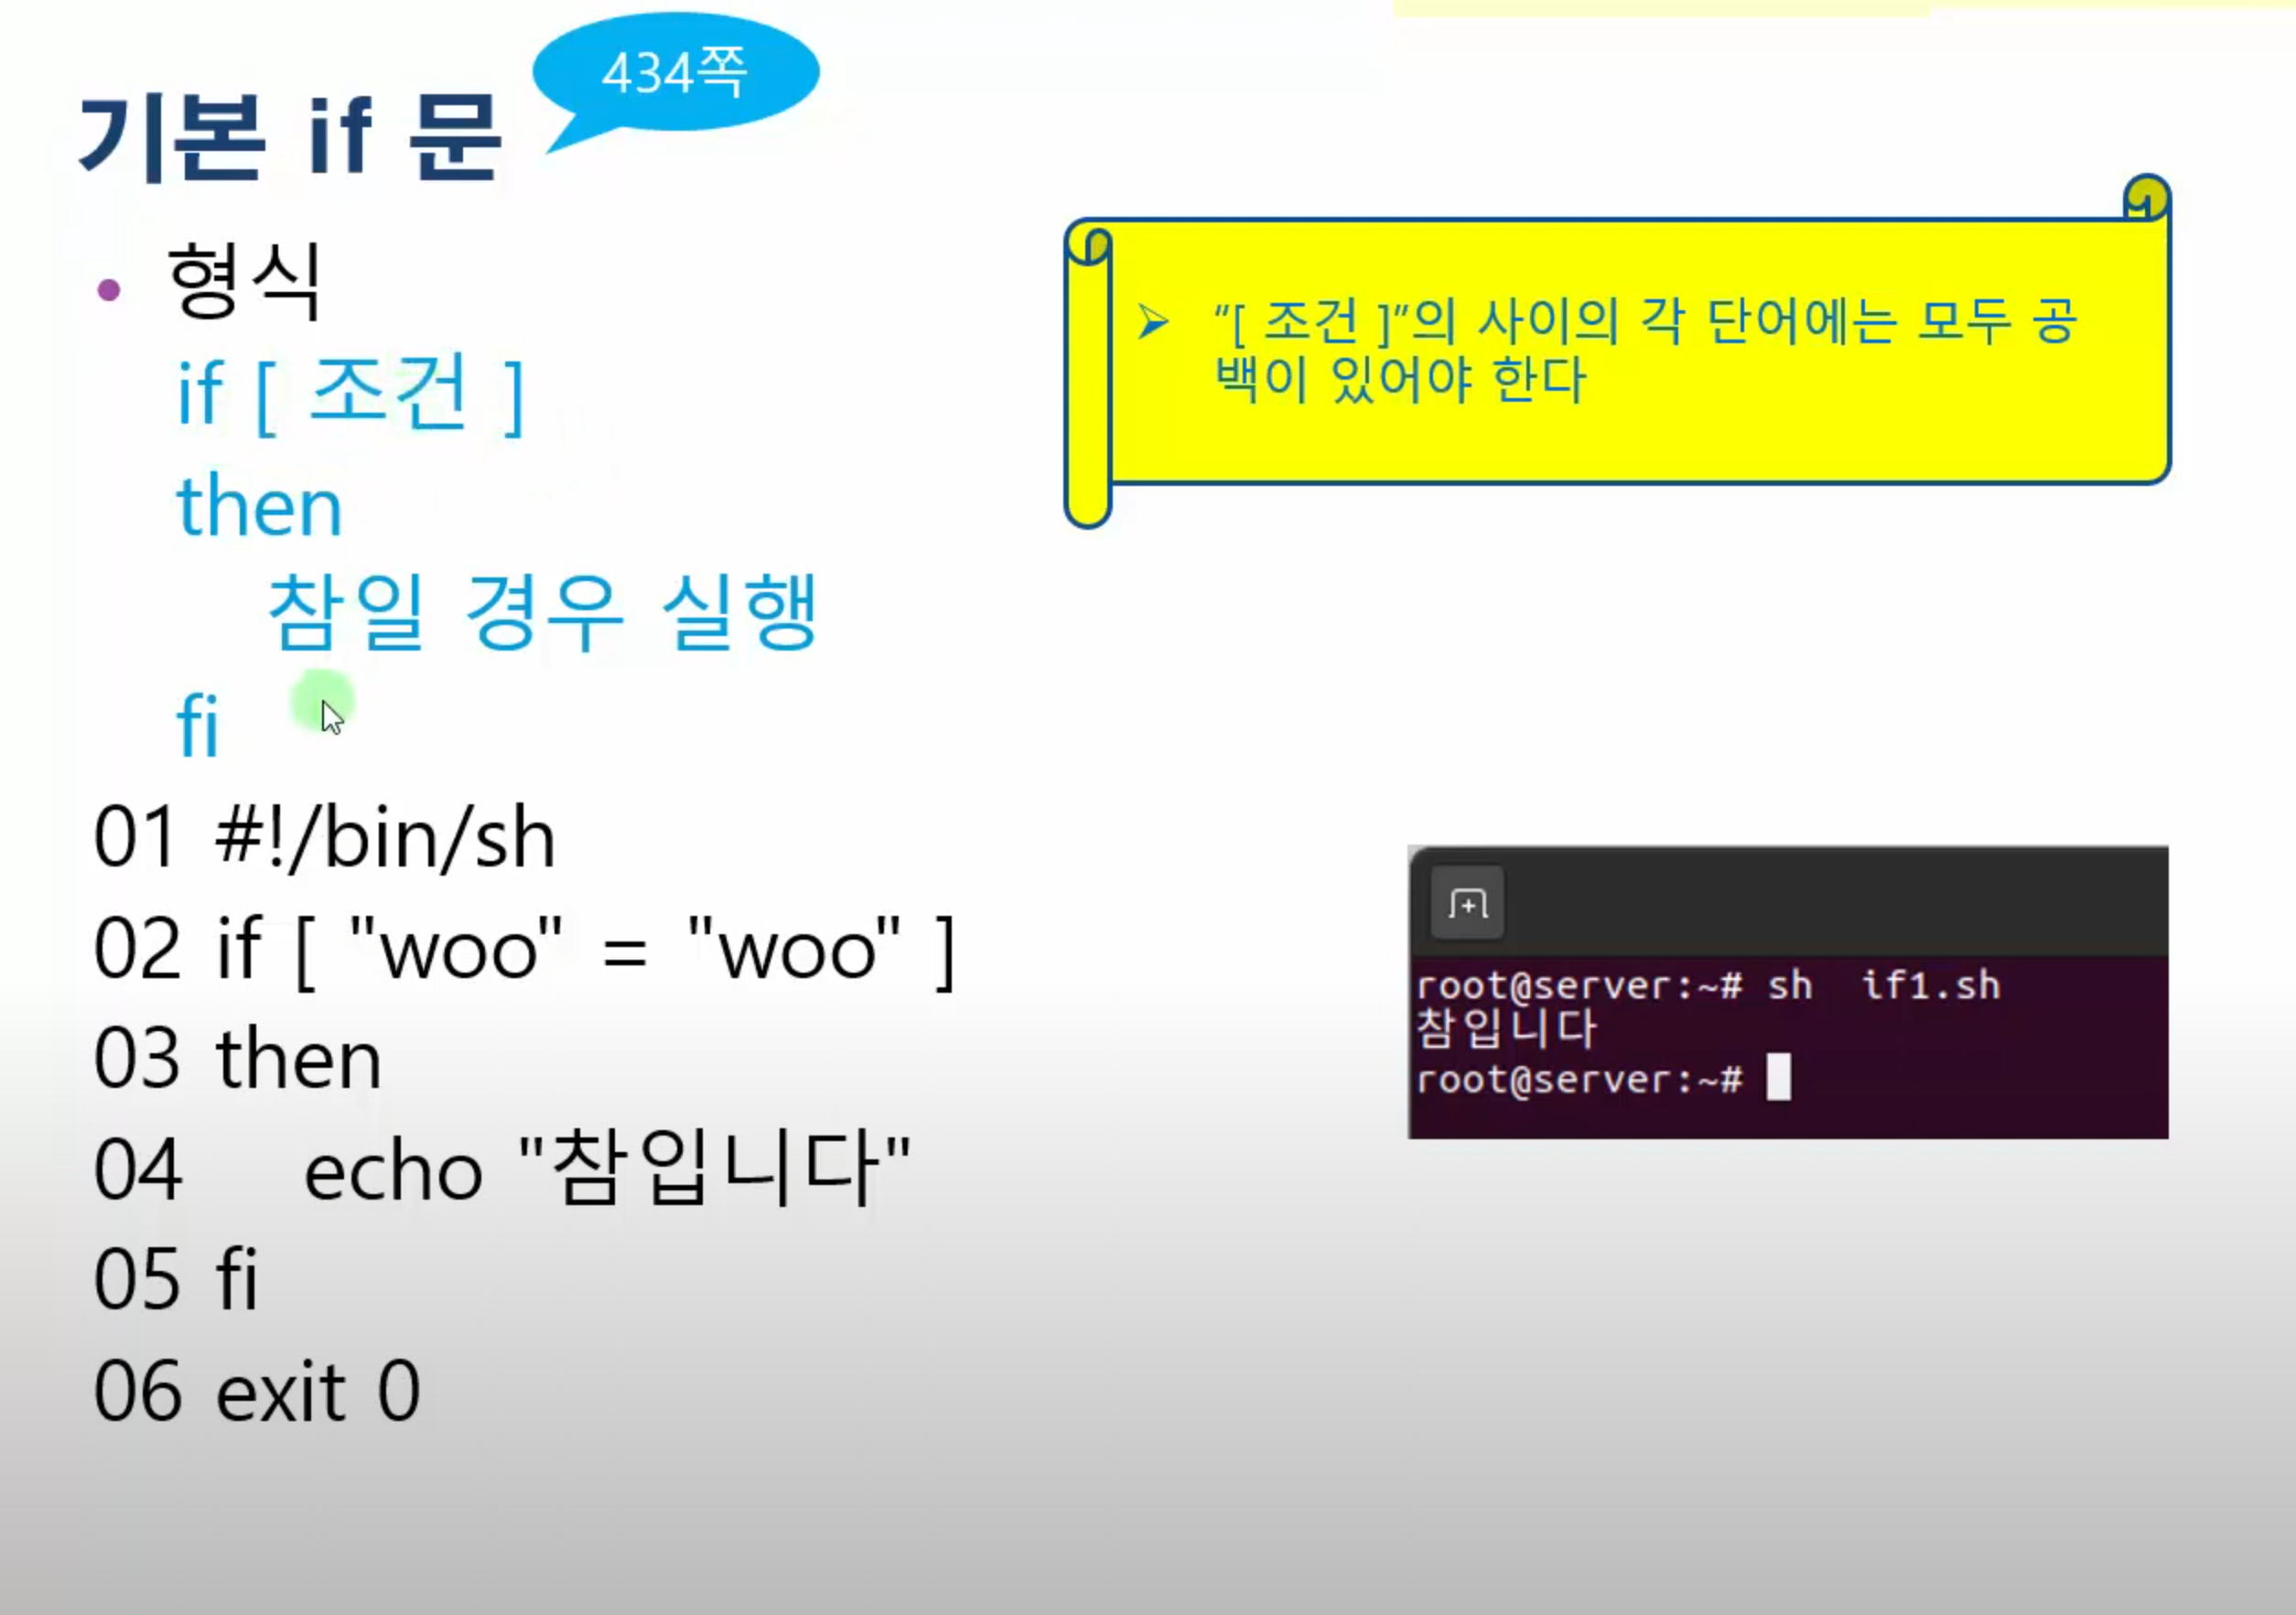 434쪽
기본 if 문
• 형식
if [ 조건 ]
then
참일 경우 실행
fi
➢ "[ 조건 ]"의 사이의 각 단어에는 모두 공
백이 있어야 한다
01 #!/bin/sh
02 if [ "woo" = "woo" ]
03 then
04 echo "참입니다"
05 fi
06 exit 0
root@server:~# sh  if1.sh
참입니다
root@server:~#